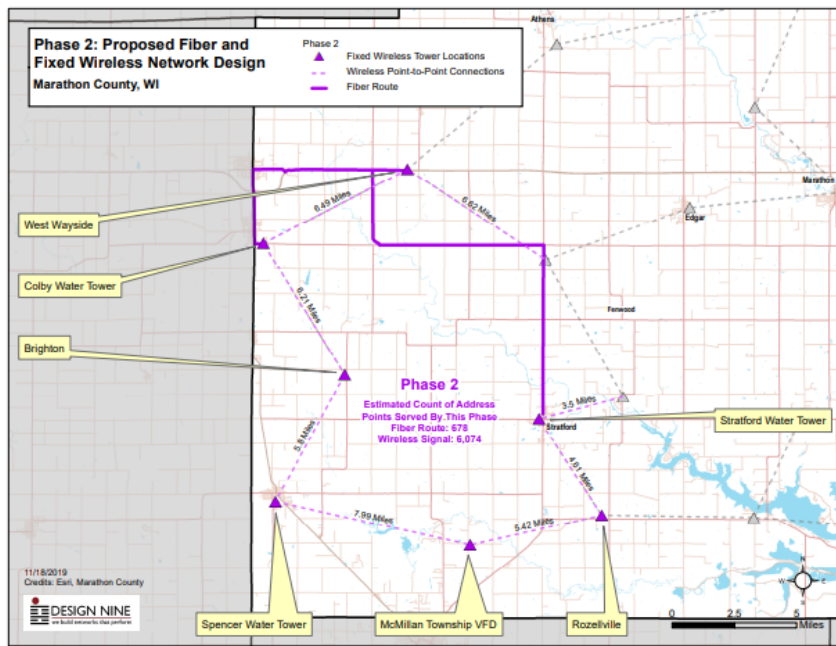 Phase 2: Proposed Fiber and
Fixed Wireless Network Design
Marathon County, WI
Phase 2
Fixed Wireless Tower Locations
Wireless Point-to-Point Connections
Fiber Route
Athens
Marathon
Edgar
Fenwood
Stratford
West Wayside
Colby Water Tower
Brighton
Stratford Water Tower
6.49 Miles
6.62 Miles
6.21 Miles
5.8 Miles
3.5 Miles
4.61 Miles
7.99 Miles
5.42 Miles
Phase 2
Estimated Count of Address
Points Served By This Phase
Fiber Route: 678
Wireless Signal: 6,074
11/18/2019
Credits: Esri, Marathon County
DESIGN NINE
we build networks that perform
Spencer Water Tower
McMillan Township VFD
Rozellville
N
W E
S
0 2.5 5
Miles